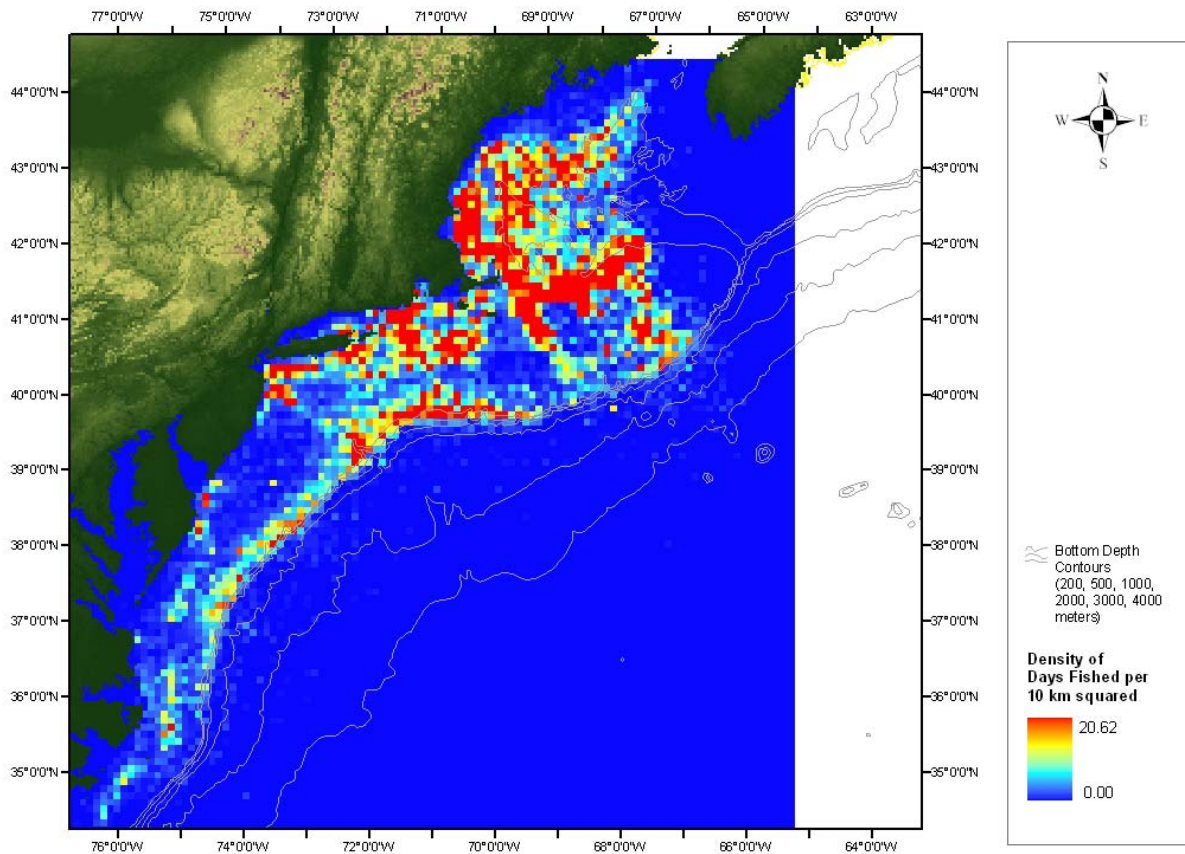 77°0'0"W 75°0'0"W 73°0'0"W 71°0'0"W 69°0'0"W 67°0'0"W 65°0'0"W 63°0'0"W
44°0'0"N 44°0'0"N
43°0'0"N 43°0'0"N
42°0'0"N 42°0'0"N
41°0'0"N 41°0'0"N
40°0'0"N 40°0'0"N
39°0'0"N 39°0'0"N
38°0'0"N 38°0'0"N
37°0'0"N 37°0'0"N
36°0'0"N 36°0'0"N
35°0'0"N 35°0'0"N
76°0'0"W 74°0'0"W 72°0'0"W 70°0'0"W 68°0'0"W 66°0'0"W 64°0'0"W
N
W E
S
Bottom Depth
Contours
(200, 500, 1000,
2000, 3000, 4000
meters)
Density of
Days Fished per
10 km squared
20.62
0.00